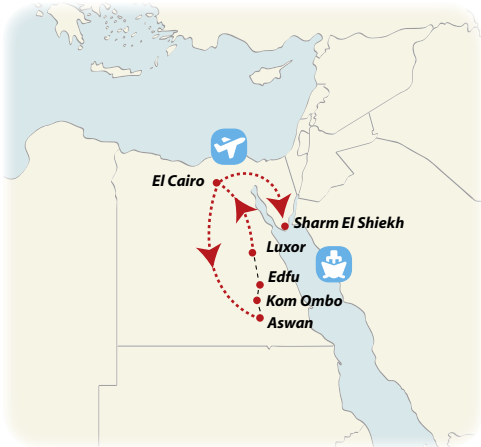 El Cairo
Sharm El Shiekh
Luxor
Edfu
Kom Ombo
Aswan